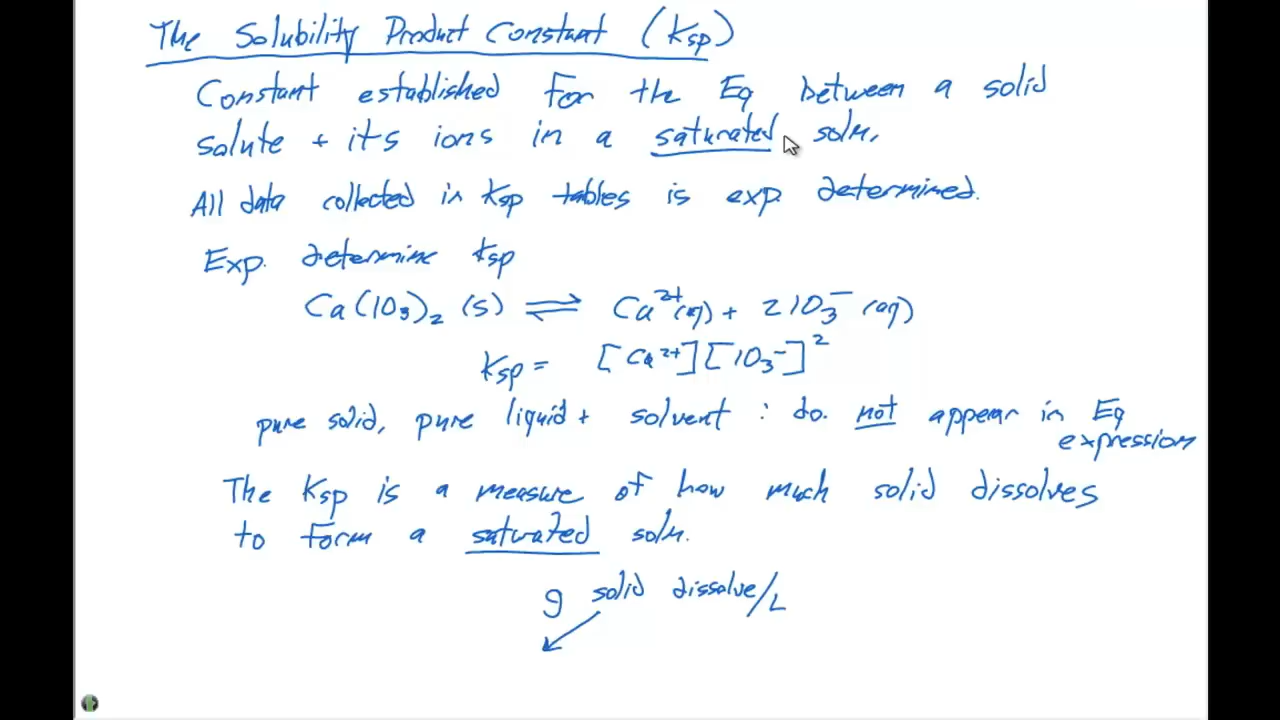 The Solubility Product Constant (Ksp)
Constant established for the Eq between a solid
solute + its ions in a saturated soln.
All data collected in Ksp tables is exp. determined.
Exp. determine Ksp
Ca(IO₃)₂ (s) ⇌ Ca²⁺(aq) + 2IO₃⁻ (aq)
Ksp = [Ca²⁺][IO₃⁻]²
pure solid, pure liquid + solvent : do not appear in Eq
expression
The Ksp is a measure of how much solid dissolves
to form a saturated soln.
g solid dissolve/L